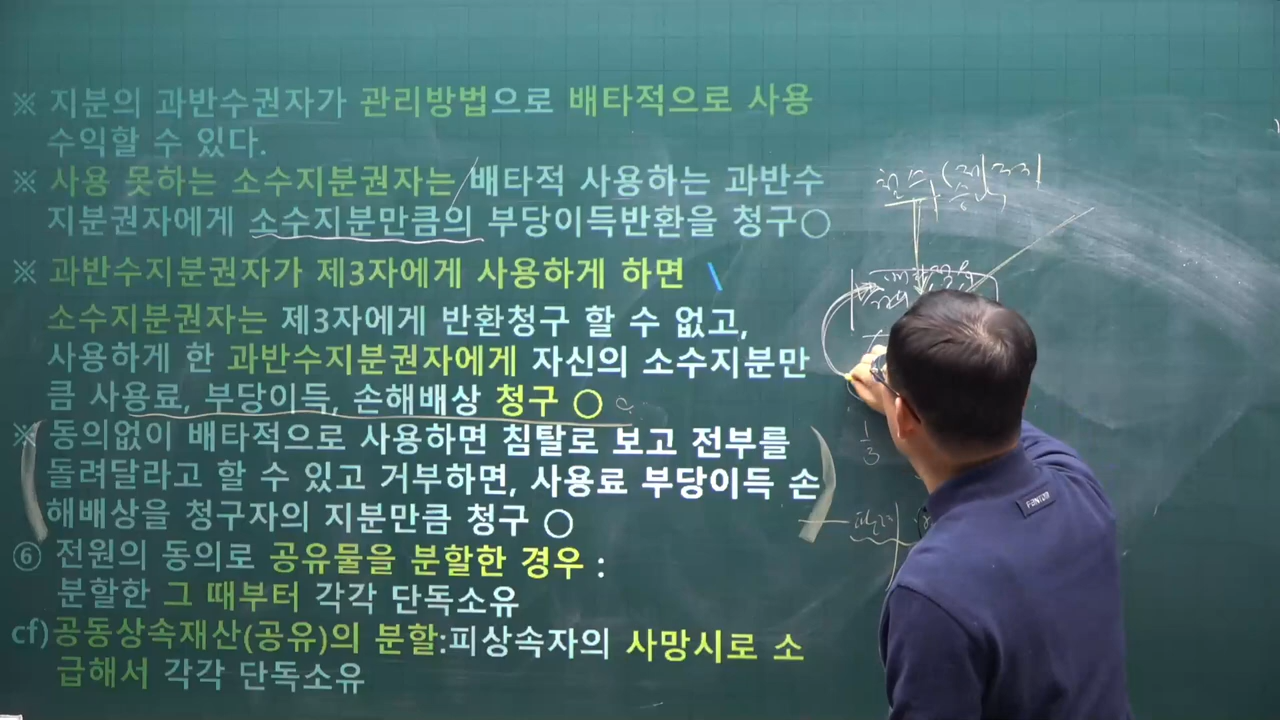 ※ 지분의 과반수권자가 관리방법으로 배타적으로 사용
수익할 수 있다.
※ 사용 못하는 소수지분권자는 배타적 사용하는 과반수
지분권자에게 소수지분만큼의 부당이득반환을 청구○
※ 과반수지분권자가 제3자에게 사용하게 하면
소수지분권자는 제3자에게 반환청구 할 수 없고,
사용하게 한 과반수지분권자에게 자신의 소수지분만
큼 사용료, 부당이득, 손해배상 청구 ○
※ 동의없이 배타적으로 사용하면 침탈로 보고 전부를
돌려달라고 할 수 있고 거부하면, 사용료 부당이득 손
해배상을 청구자의 지분만큼 청구 ○
⑥ 전원의 동의로 공유물을 분할한 경우 :
분할한 그 때부터 각각 단독소유
cf)공동상속재산(공유)의 분할:피상속자의 사망시로 소
급해서 각각 단독소유
1
3